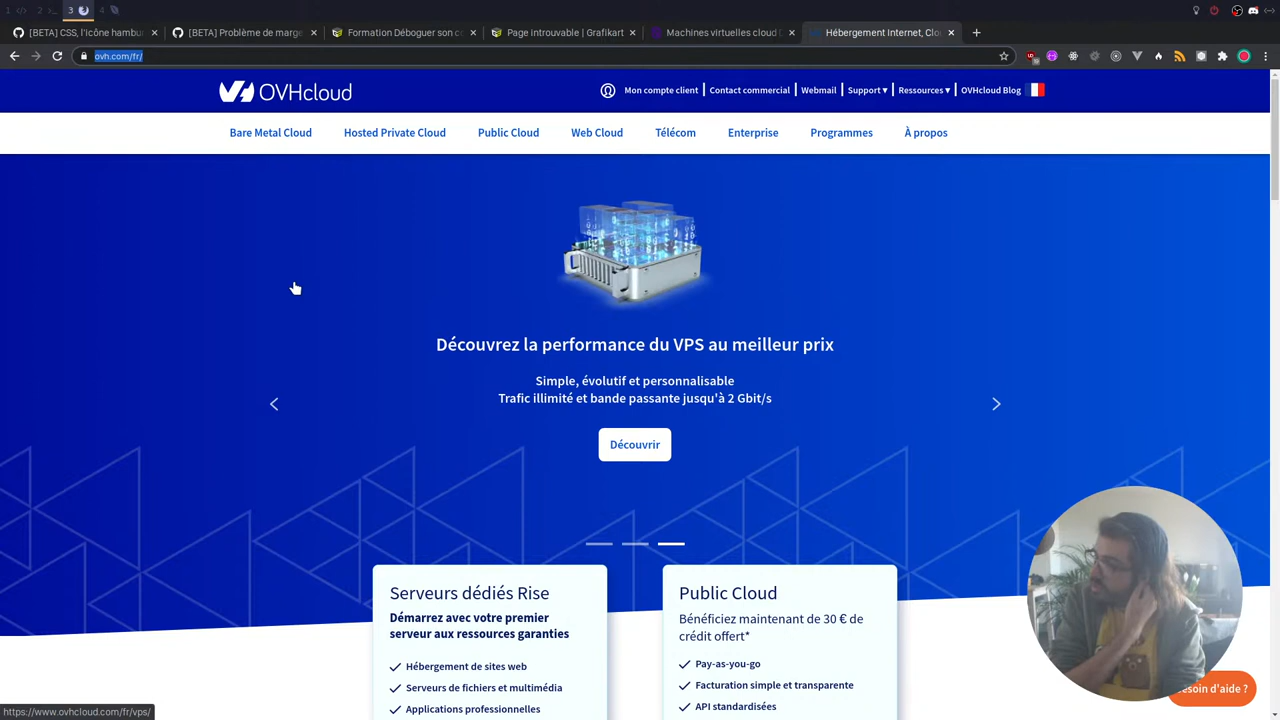 1
2
3
4
[BETA] CSS, l'icône hambu
[BETA] Problème de marge
Formation Déboguer son c
Page introuvable | Grafikart
Machines virtuelles cloud (
Hébergement Internet, Clo
ovh.com/fr/
OVHcloud
Mon compte client | Contact commercial | Webmail | Support ▾ | Ressources ▾ | OVHcloud Blog
Bare Metal Cloud
Hosted Private Cloud
Public Cloud
Web Cloud
Télécom
Enterprise
Programmes
À propos
Découvrez la performance du VPS au meilleur prix
Simple, évolutif et personnalisable
Trafic illimité et bande passante jusqu'à 2 Gbit/s
Découvrir
Serveurs dédiés Rise
Démarrez avec votre premier
serveur aux ressources garanties
Hébergement de sites web
Serveurs de fichiers et multimédia
Applications professionnelles
Public Cloud
Bénéficiez maintenant de 30 € de
crédit offert*
Pay-as-you-go
Facturation simple et transparente
API standardisées
esoin d'aide ?
https://www.ovhcloud.com/fr/vps/